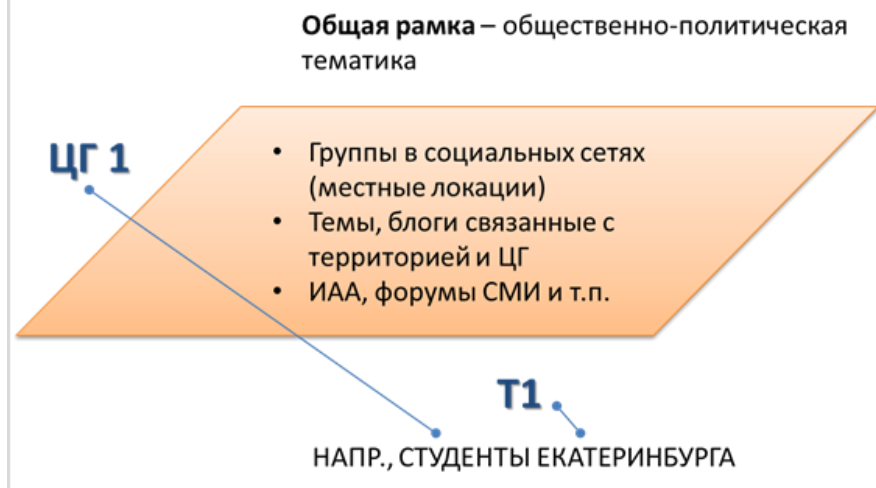 Общая рамка – общественно-политическая
тематика
ЦГ 1
• Группы в социальных сетях
(местные локации)
• Темы, блоги связанные с
территорией и ЦГ
• ИАА, форумы СМИ и т.п.
Т1
НАПР., СТУДЕНТЫ ЕКАТЕРИНБУРГА